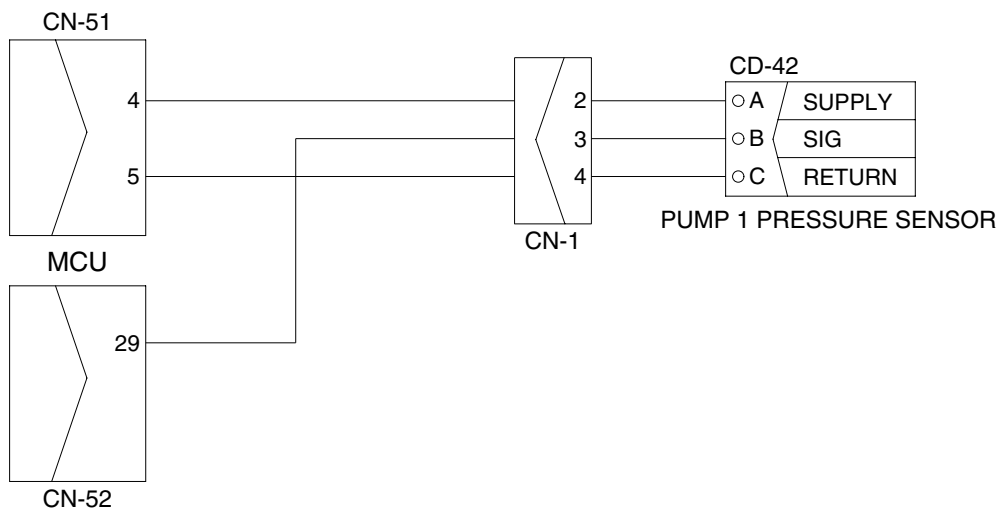 CN-51
4
5
MCU
29
CN-52
2
3
4
CN-1
CD-42
A SUPPLY
B SIG
C RETURN
PUMP 1 PRESSURE SENSOR